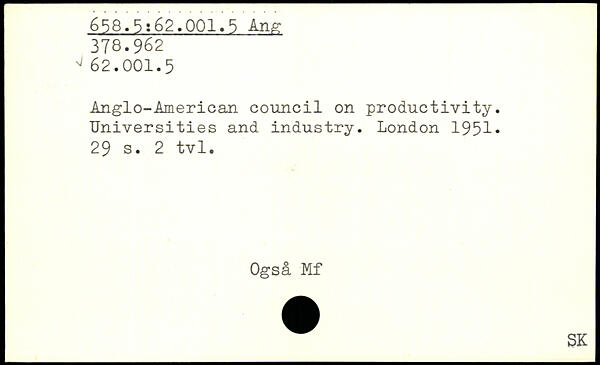 658.5:62.001.5 Ang
378.962
✓ 62.001.5
Anglo-American council on productivity.
Universities and industry. London 1951.
29 s. 2 tvl.
Også Mf
SK